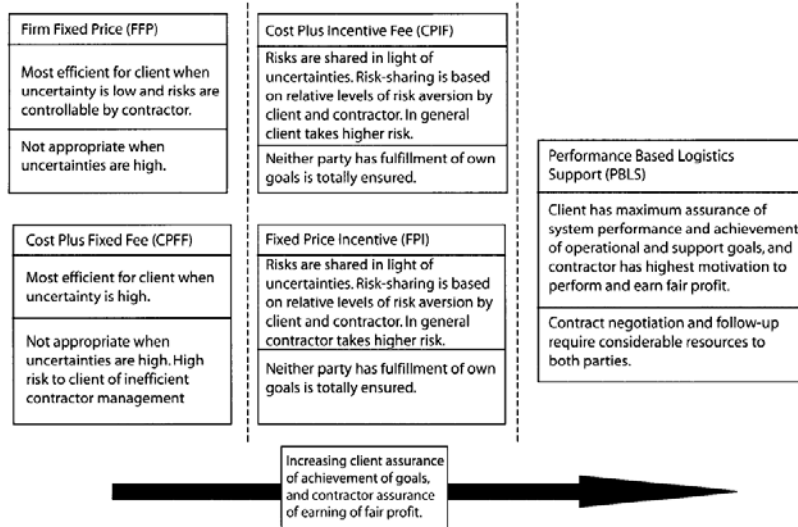 Firm Fixed Price (FFP)
Most efficient for client when
uncertainty is low and risks are
controllable by contractor.
Not appropriate when
uncertainties are high.
Cost Plus Fixed Fee (CPFF)
Most efficient for client when
uncertainty is high.
Not appropriate when
uncertainties are high. High
risk to client of inefficient
contractor management
Cost Plus Incentive Fee (CPIF)
Risks are shared in light of
uncertainties. Risk-sharing is based
on relative levels of risk aversion by
client and contractor. In general
client takes higher risk.
Neither party has fulfillment of own
goals is totally ensured.
Fixed Price Incentive (FPI)
Risks are shared in light of
uncertainties. Risk-sharing is based
on relative levels of risk aversion by
client and contractor. In general
contractor takes higher risk.
Neither party has fulfillment of own
goals is totally ensured.
Performance Based Logistics
Support (PBLS)
Client has maximum assurance of
system performance and achievement
of operational and support goals, and
contractor has highest motivation to
perform and earn fair profit.
Contract negotiation and follow-up
require considerable resources to
both parties.
Increasing client assurance
of achievement of goals,
and contractor assurance
of earning of fair profit.